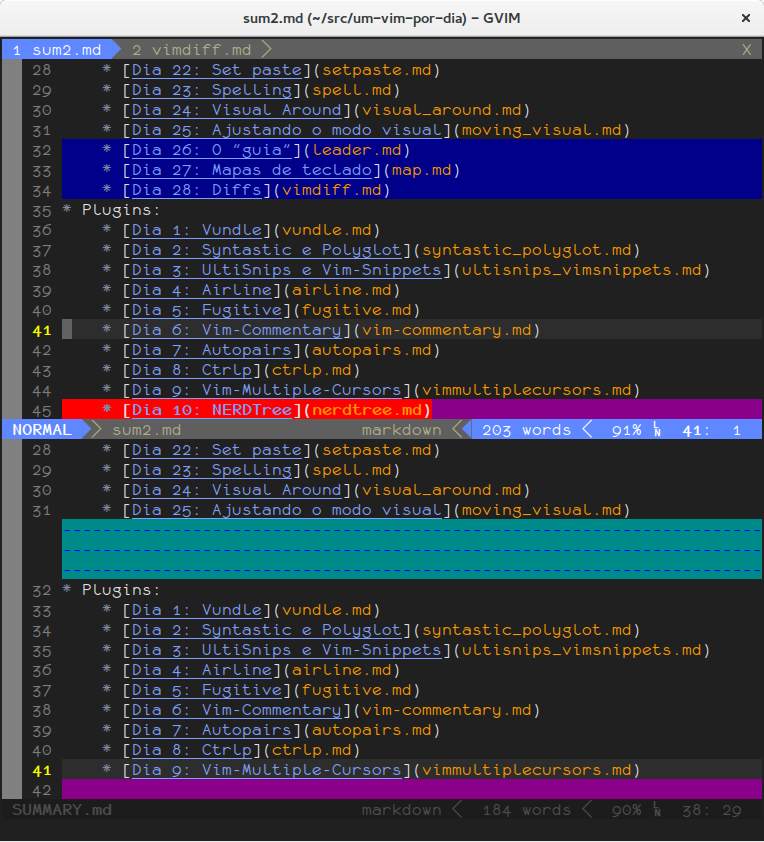 sum2.md (~/src/um-vim-por-dia) – GVIM ×
1 sum2.md 2 vimdiff.md X
28 * [Dia 22: Set paste](setpaste.md)
29 * [Dia 23: Spelling](spell.md)
30 * [Dia 24: Visual Around](visual_around.md)
31 * [Dia 25: Ajustando o modo visual](moving_visual.md)
32 * [Dia 26: O "guia"](leader.md)
33 * [Dia 27: Mapas de teclado](map.md)
34 * [Dia 28: Diffs](vimdiff.md)
35 * Plugins:
36 * [Dia 1: Vundle](vundle.md)
37 * [Dia 2: Syntastic e Polyglot](syntastic_polyglot.md)
38 * [Dia 3: UltiSnips e Vim-Snippets](ultisnips_vimsnippets.md)
39 * [Dia 4: Airline](airline.md)
40 * [Dia 5: Fugitive](fugitive.md)
41 * [Dia 6: Vim-Commentary](vim-commentary.md)
42 * [Dia 7: Autopairs](autopairs.md)
43 * [Dia 8: Ctrlp](ctrlp.md)
44 * [Dia 9: Vim-Multiple-Cursors](vimmultiplecursors.md)
45 * [Dia 10: NERDTree](nerdtree.md)
NORMAL sum2.md markdown 203 words 91% LN 41: 1
28 * [Dia 22: Set paste](setpaste.md)
29 * [Dia 23: Spelling](spell.md)
30 * [Dia 24: Visual Around](visual_around.md)
31 * [Dia 25: Ajustando o modo visual](moving_visual.md)
32 * Plugins:
33 * [Dia 1: Vundle](vundle.md)
34 * [Dia 2: Syntastic e Polyglot](syntastic_polyglot.md)
35 * [Dia 3: UltiSnips e Vim-Snippets](ultisnips_vimsnippets.md)
36 * [Dia 4: Airline](airline.md)
37 * [Dia 5: Fugitive](fugitive.md)
38 * [Dia 6: Vim-Commentary](vim-commentary.md)
39 * [Dia 7: Autopairs](autopairs.md)
40 * [Dia 8: Ctrlp](ctrlp.md)
41 * [Dia 9: Vim-Multiple-Cursors](vimmultiplecursors.md)
42
SUMMARY.md markdown 184 words 90% LN 38: 29